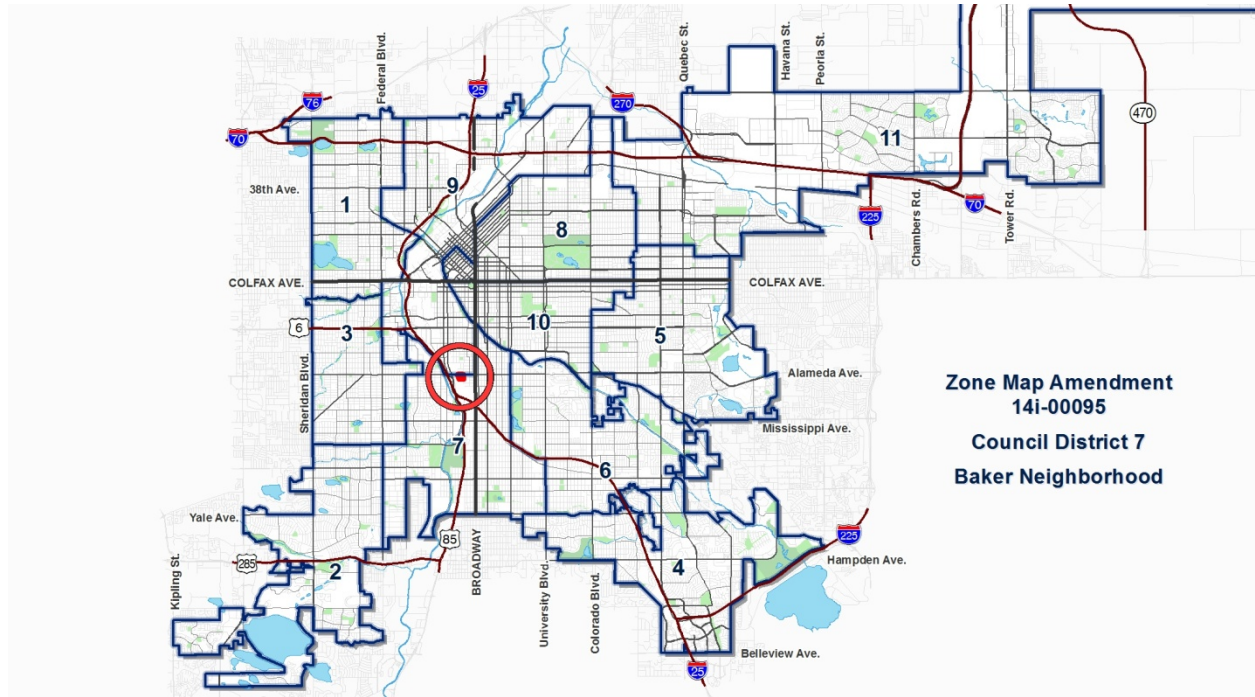 Federal Blvd.
Quebec St.
Havana St.
Peoria St.
76
25
270
470
70
11
38th Ave.
9
1
8
225
70
Chambers Rd.
Tower Rd.
COLFAX AVE.
COLFAX AVE.
6
3
10
5
Sheridan Blvd.
Alameda Ave.
Zone Map Amendment
14i-00095
Council District 7
Baker Neighborhood
Mississippi Ave.
7
6
Yale Ave.
85
225
285
2
BROADWAY
4
Hampden Ave.
Kipling St.
University Blvd.
Colorado Blvd.
Belleview Ave.
25